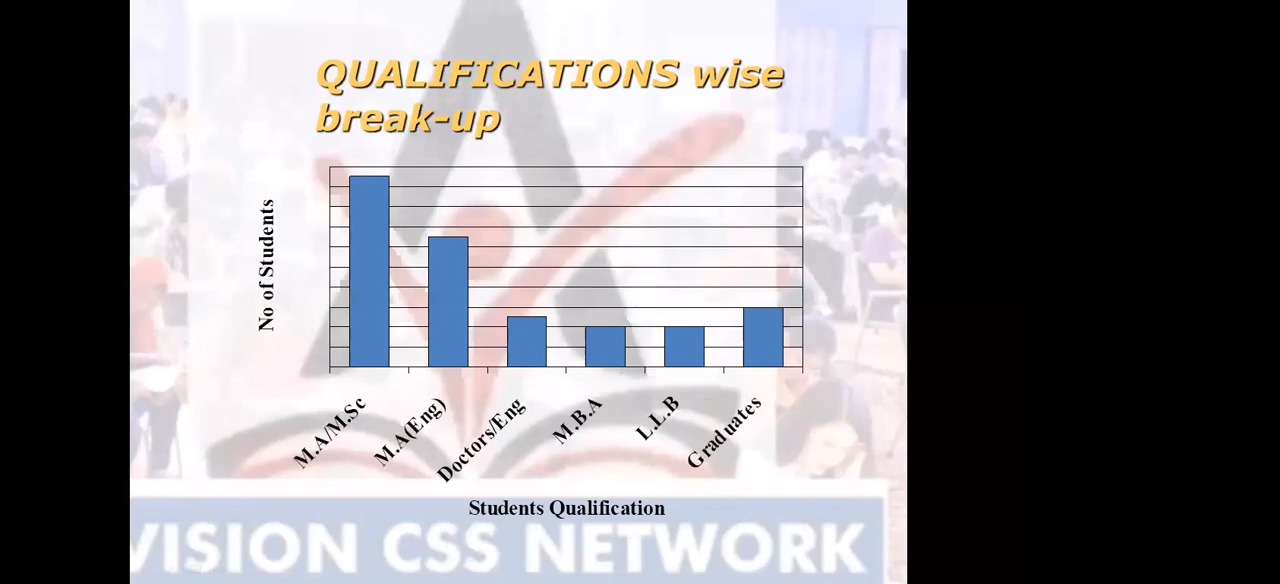 QUALIFICATIONS wise
break-up
No of Students
M.A/M.Sc
M.A(Eng)
Doctors/Eng
M.B.A
L.L.B
Graduates
Students Qualification
VISION CSS NETWORK